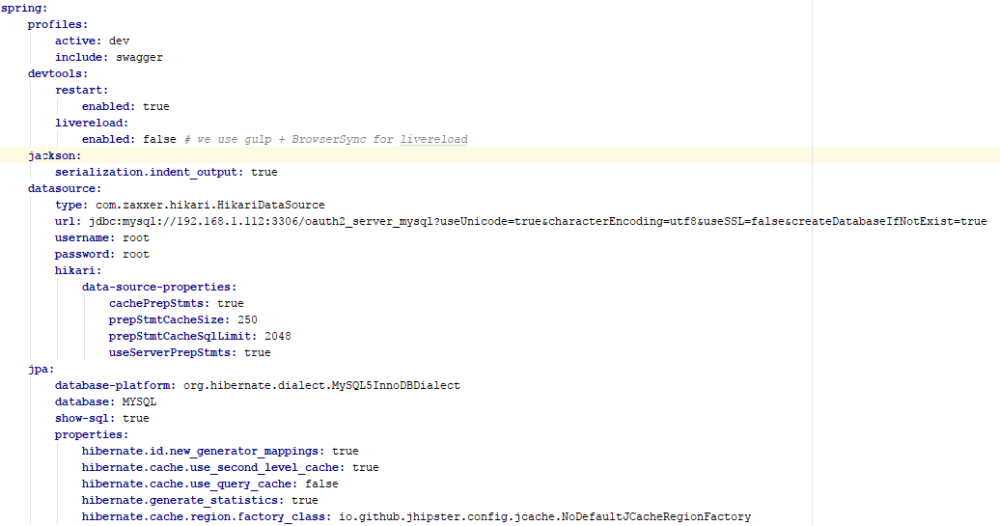 spring:
    profiles:
        active: dev
        include: swagger
    devtools:
        restart:
            enabled: true
        livereload:
            enabled: false # we use gulp + BrowserSync for livereload
    jackson:
        serialization.indent_output: true
    datasource:
        type: com.zaxxer.hikari.HikariDataSource
        url: jdbc:mysql://192.168.1.112:3306/oauth2_server_mysql?useUnicode=true&characterEncoding=utf8&useSSL=false&createDatabaseIfNotExist=true
        username: root
        password: root
        hikari:
            data-source-properties:
                cachePrepStmts: true
                prepStmtCacheSize: 250
                prepStmtCacheSqlLimit: 2048
                useServerPrepStmts: true
    jpa:
        database-platform: org.hibernate.dialect.MySQL5InnoDBDialect
        database: MYSQL
        show-sql: true
        properties:
            hibernate.id.new_generator_mappings: true
            hibernate.cache.use_second_level_cache: true
            hibernate.cache.use_query_cache: false
            hibernate.generate_statistics: true
            hibernate.cache.region.factory_class: io.github.jhipster.config.jcache.NoDefaultJCacheRegionFactory